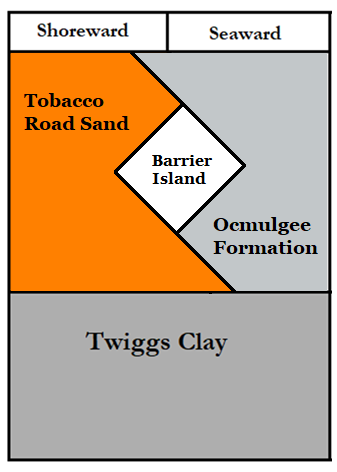 Shoreward
Seaward
Tobacco
Road Sand
Barrier
Island
Ocmulgee
Formation
Twiggs Clay